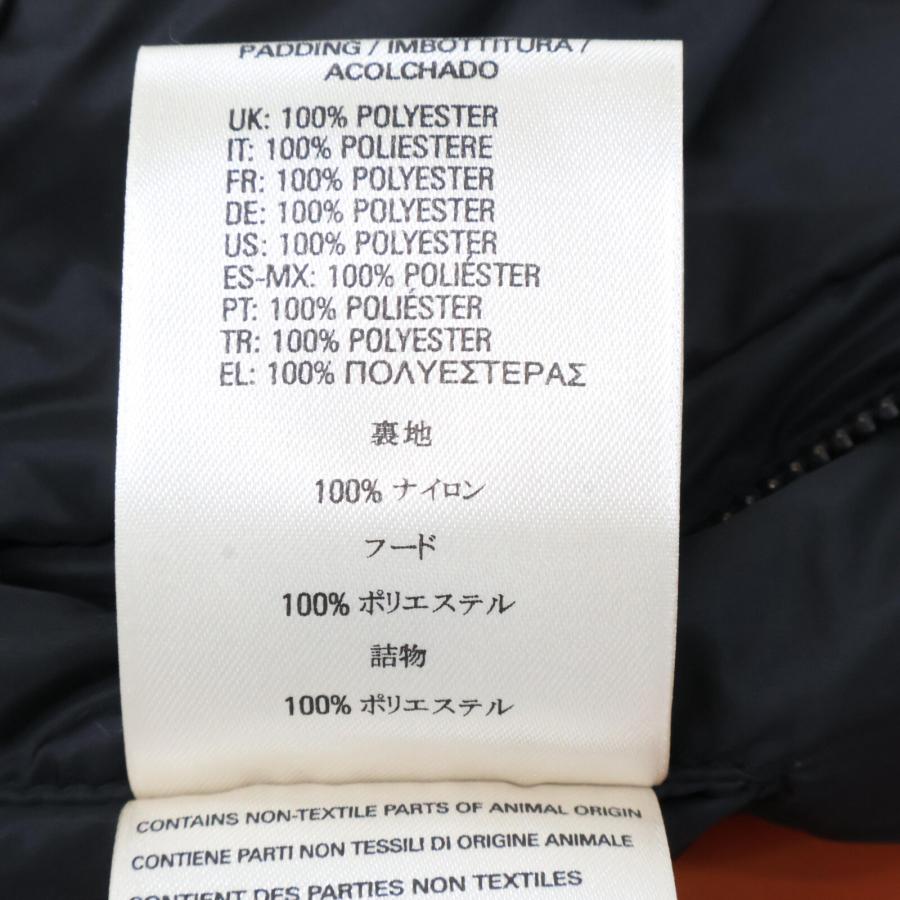 PADDING / IMBOTTITURA /
ACOLCHADO
UK: 100% POLYESTER
IT: 100% POLIESTERE
FR: 100% POLYESTER
DE: 100% POLYESTER
US: 100% POLYESTER
ES-MX: 100% POLIÉSTER
PT: 100% POLIÉSTER
TR: 100% POLYESTER
EL: 100% ΠΟΛΥΕΣΤΕΡΑΣ
裏地
100% ナイロン
フード
100% ポリエステル
詰物
100% ポリエステル
CONTAINS NON-TEXTILE PARTS OF ANIMAL ORIGIN
CONTIENE PARTI NON TESSILI DI ORIGINE ANIMALE
CONTIENT DES PARTIES NON TEXTILES